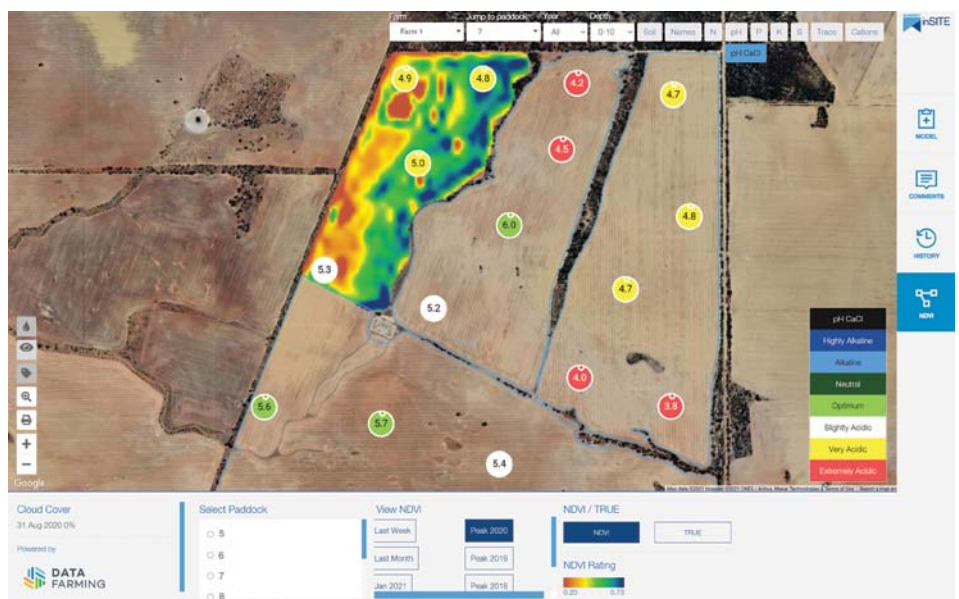 Farm
Jump to paddock
Year
Depth
Farm 1
7
All
0-10
Soil
Names
N
pH
P
K
S
Trace
Cations
pH CaCl
inSITE
MODEL
COMMENTS
HISTORY
NDVI
4.9
4.8
4.2
4.7
4.5
5.0
6.0
4.8
5.3
4.7
5.2
4.0
3.8
5.6
5.7
5.4
pH CaCl
Highly Alkaline
Alkaline
Neutral
Optimum
Slightly Acidic
Very Acidic
Extremely Acidic
Google
Cloud Cover
31 Aug 2020 0%
Powered by
DATA
FARMING
Select Paddock
5
6
7
8
View NDVI
Last Week
Peak 2020
Last Month
Peak 2019
Jan 2021
Peak 2018
NDVI / TRUE
NDVI
TRUE
NDVI Rating
0.20
0.73